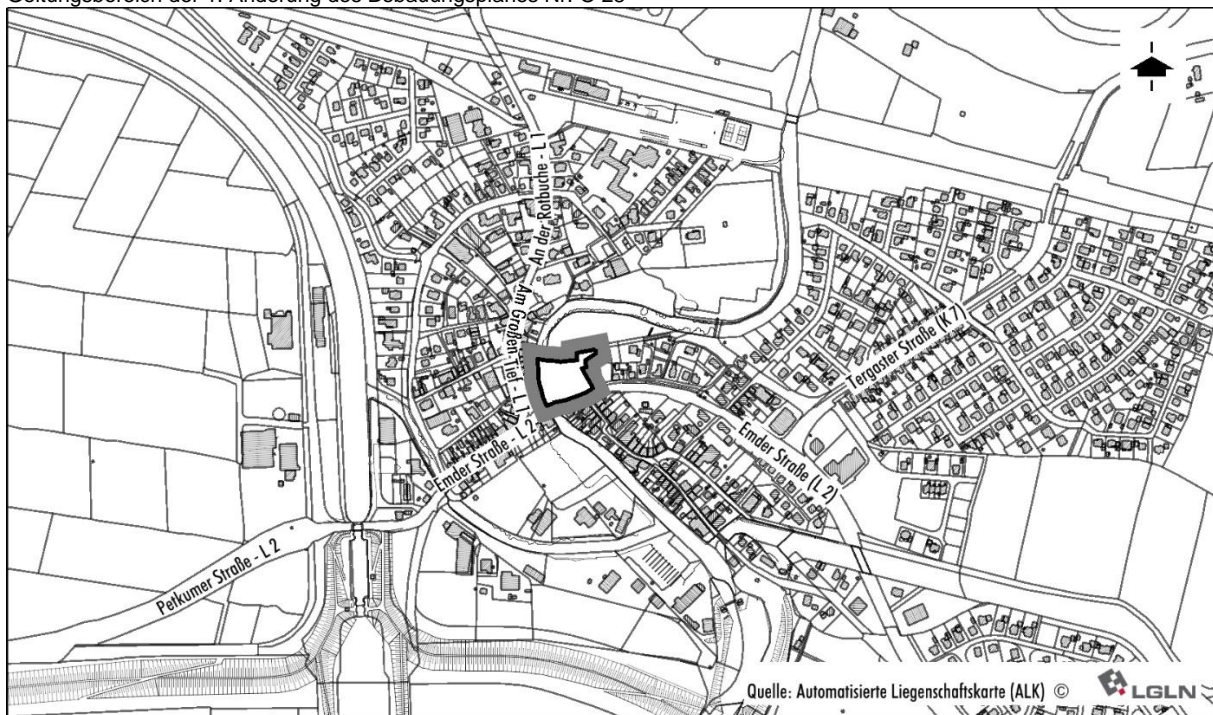 Geltungsbereich der 1. Änderung des Bebauungsplanes Nr. O 28
An der Rotbuche - L 1
Am Großen Tief - L 1
Tergaster Straße (K 7)
Emder Straße - L 2
Emder Straße (L 2)
Petkumer Straße - L 2
Quelle: Automatisierte Liegenschaftskarte (ALK) ©
LGLN